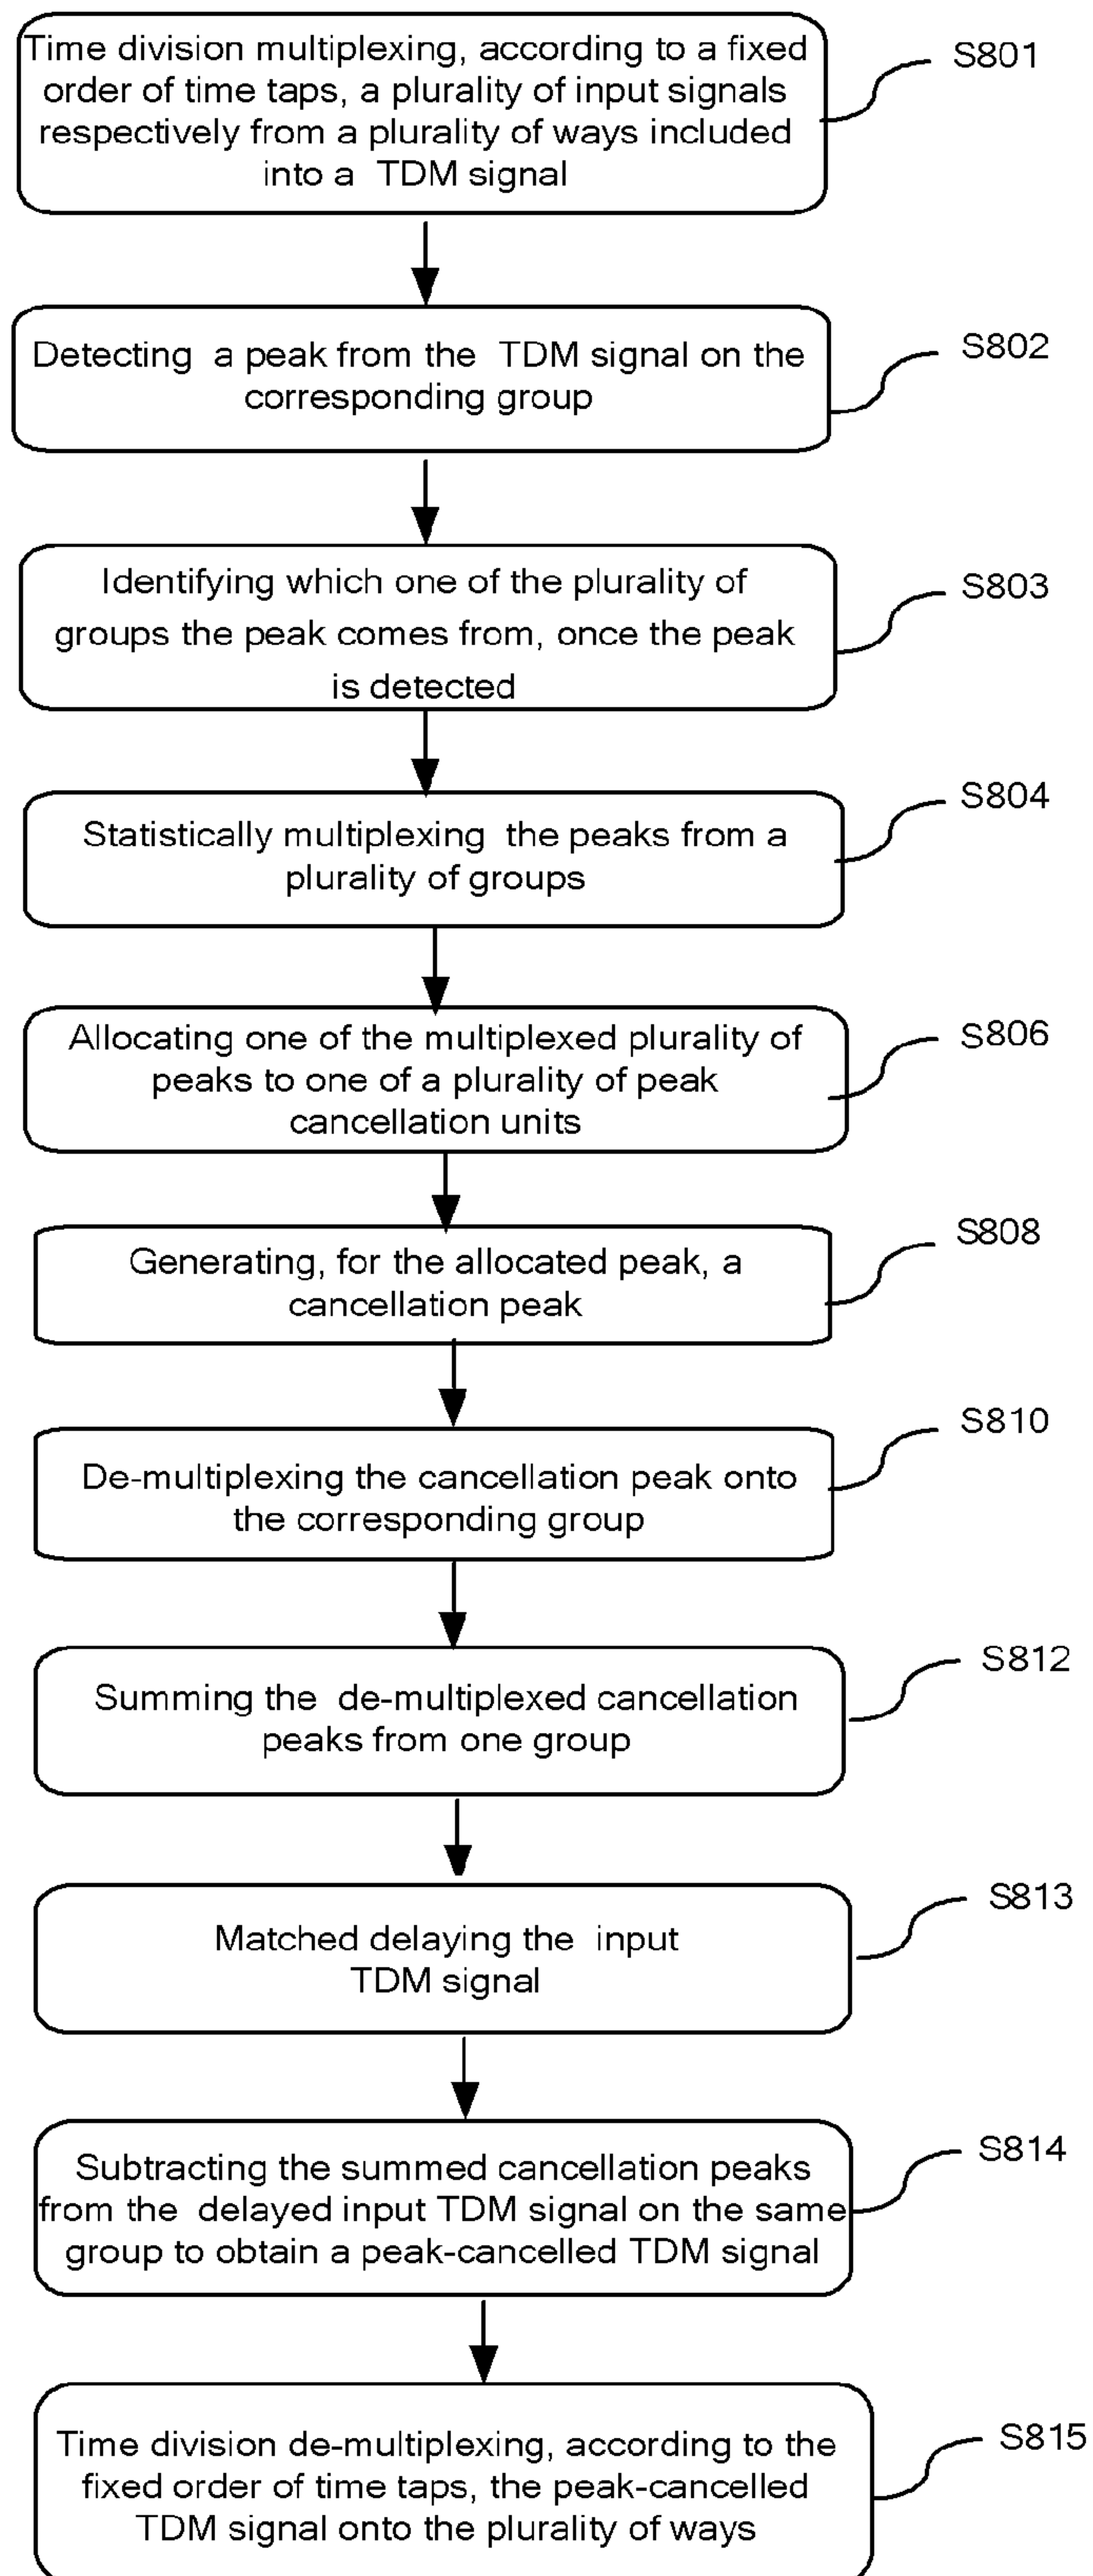 Time division multiplexing, according to a fixed
order of time taps, a plurality of input signals
respectively from a plurality of ways included
into a TDM signal
S801
Detecting a peak from the TDM signal on the
corresponding group
S802
Identifying which one of the plurality of
groups the peak comes from, once the peak
is detected
S803
Statistically multiplexing the peaks from a
plurality of groups
S804
Allocating one of the multiplexed plurality of
peaks to one of a plurality of peak
cancellation units
S806
Generating, for the allocated peak, a
cancellation peak
S808
De-multiplexing the cancellation peak onto
the corresponding group
S810
Summing the de-multiplexed cancellation
peaks from one group
S812
Matched delaying the input
TDM signal
S813
Subtracting the summed cancellation peaks
from the delayed input TDM signal on the same
group to obtain a peak-cancelled TDM signal
S814
Time division de-multiplexing, according to the
fixed order of time taps, the peak-cancelled
TDM signal onto the plurality of ways
S815